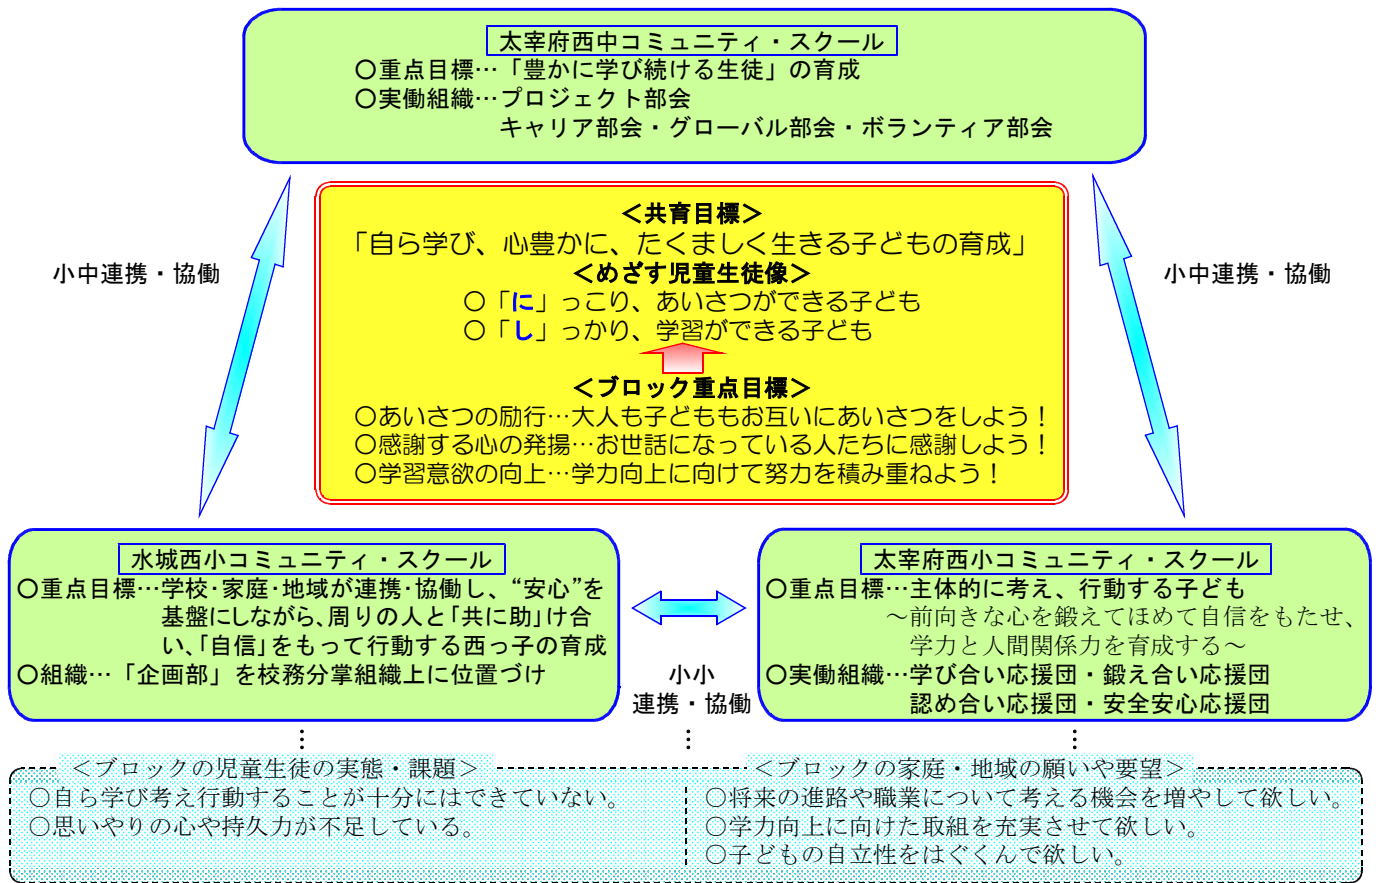 太宰府西中コミュニティ・スクール
○重点目標…「豊かに学び続ける生徒」の育成
○実働組織…プロジェクト部会
キャリア部会・グローバル部会・ボランティア部会
小中連携・協働
＜共育目標＞
「自ら学び、心豊かに、たくましく生きる子どもの育成」
＜めざす児童生徒像＞
○「に」っこり、あいさつができる子ども
○「し」っかり、学習ができる子ども
＜ブロック重点目標＞
○あいさつの励行…大人も子どももお互いにあいさつをしよう！
○感謝する心の発揚…お世話になっている人たちに感謝しよう！
○学習意欲の向上…学力向上に向けて努力を積み重ねよう！
小中連携・協働
水城西小コミュニティ・スクール
○重点目標…学校・家庭・地域が連携・協働し、“安心”を
基盤にしながら、周りの人と「共に助」け合
い、「自信」をもって行動する西っ子の育成
○組織…「企画部」を校務分掌組織上に位置づけ
小小
連携・協働
太宰府西小コミュニティ・スクール
○重点目標…主体的に考え、行動する子ども
～前向きな心を鍛えてほめて自信をもたせ、
学力と人間関係力を育成する～
○実働組織…学び合い応援団・鍛え合い応援団
認め合い応援団・安全安心応援団
＜ブロックの児童生徒の実態・課題＞
○自ら学び考え行動することが十分にはできていない。
○思いやりの心や持久力が不足している。
＜ブロックの家庭・地域の願いや要望＞
○将来の進路や職業について考える機会を増やして欲しい。
○学力向上に向けた取組を充実させて欲しい。
○子どもの自立性をはぐくんで欲しい。